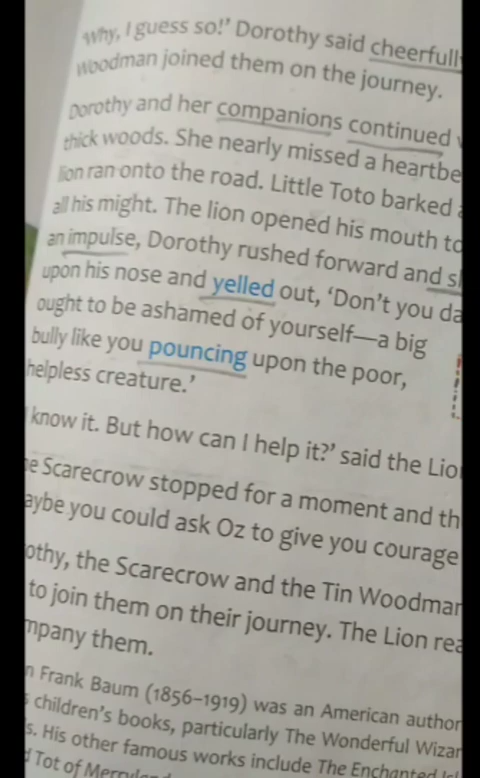 Why, I guess so!' Dorothy said cheerfully
Woodman joined them on the journey.
Dorothy and her companions continued
thick woods. She nearly missed a heartbe
lion ran onto the road. Little Toto barked
all his might. The lion opened his mouth to
an impulse, Dorothy rushed forward and sl
upon his nose and yelled out, 'Don't you da
ought to be ashamed of yourself—a big
bully like you pouncing upon the poor,
helpless creature.'
know it. But how can I help it?' said the Lio
e Scarecrow stopped for a moment and th
aybe you could ask Oz to give you courage
othy, the Scarecrow and the Tin Woodman
to join them on their journey. The Lion rea
mpany them.
n Frank Baum (1856–1919) was an American author
children's books, particularly The Wonderful Wizar
s. His other famous works include The Enchanted
Tot of Merryland